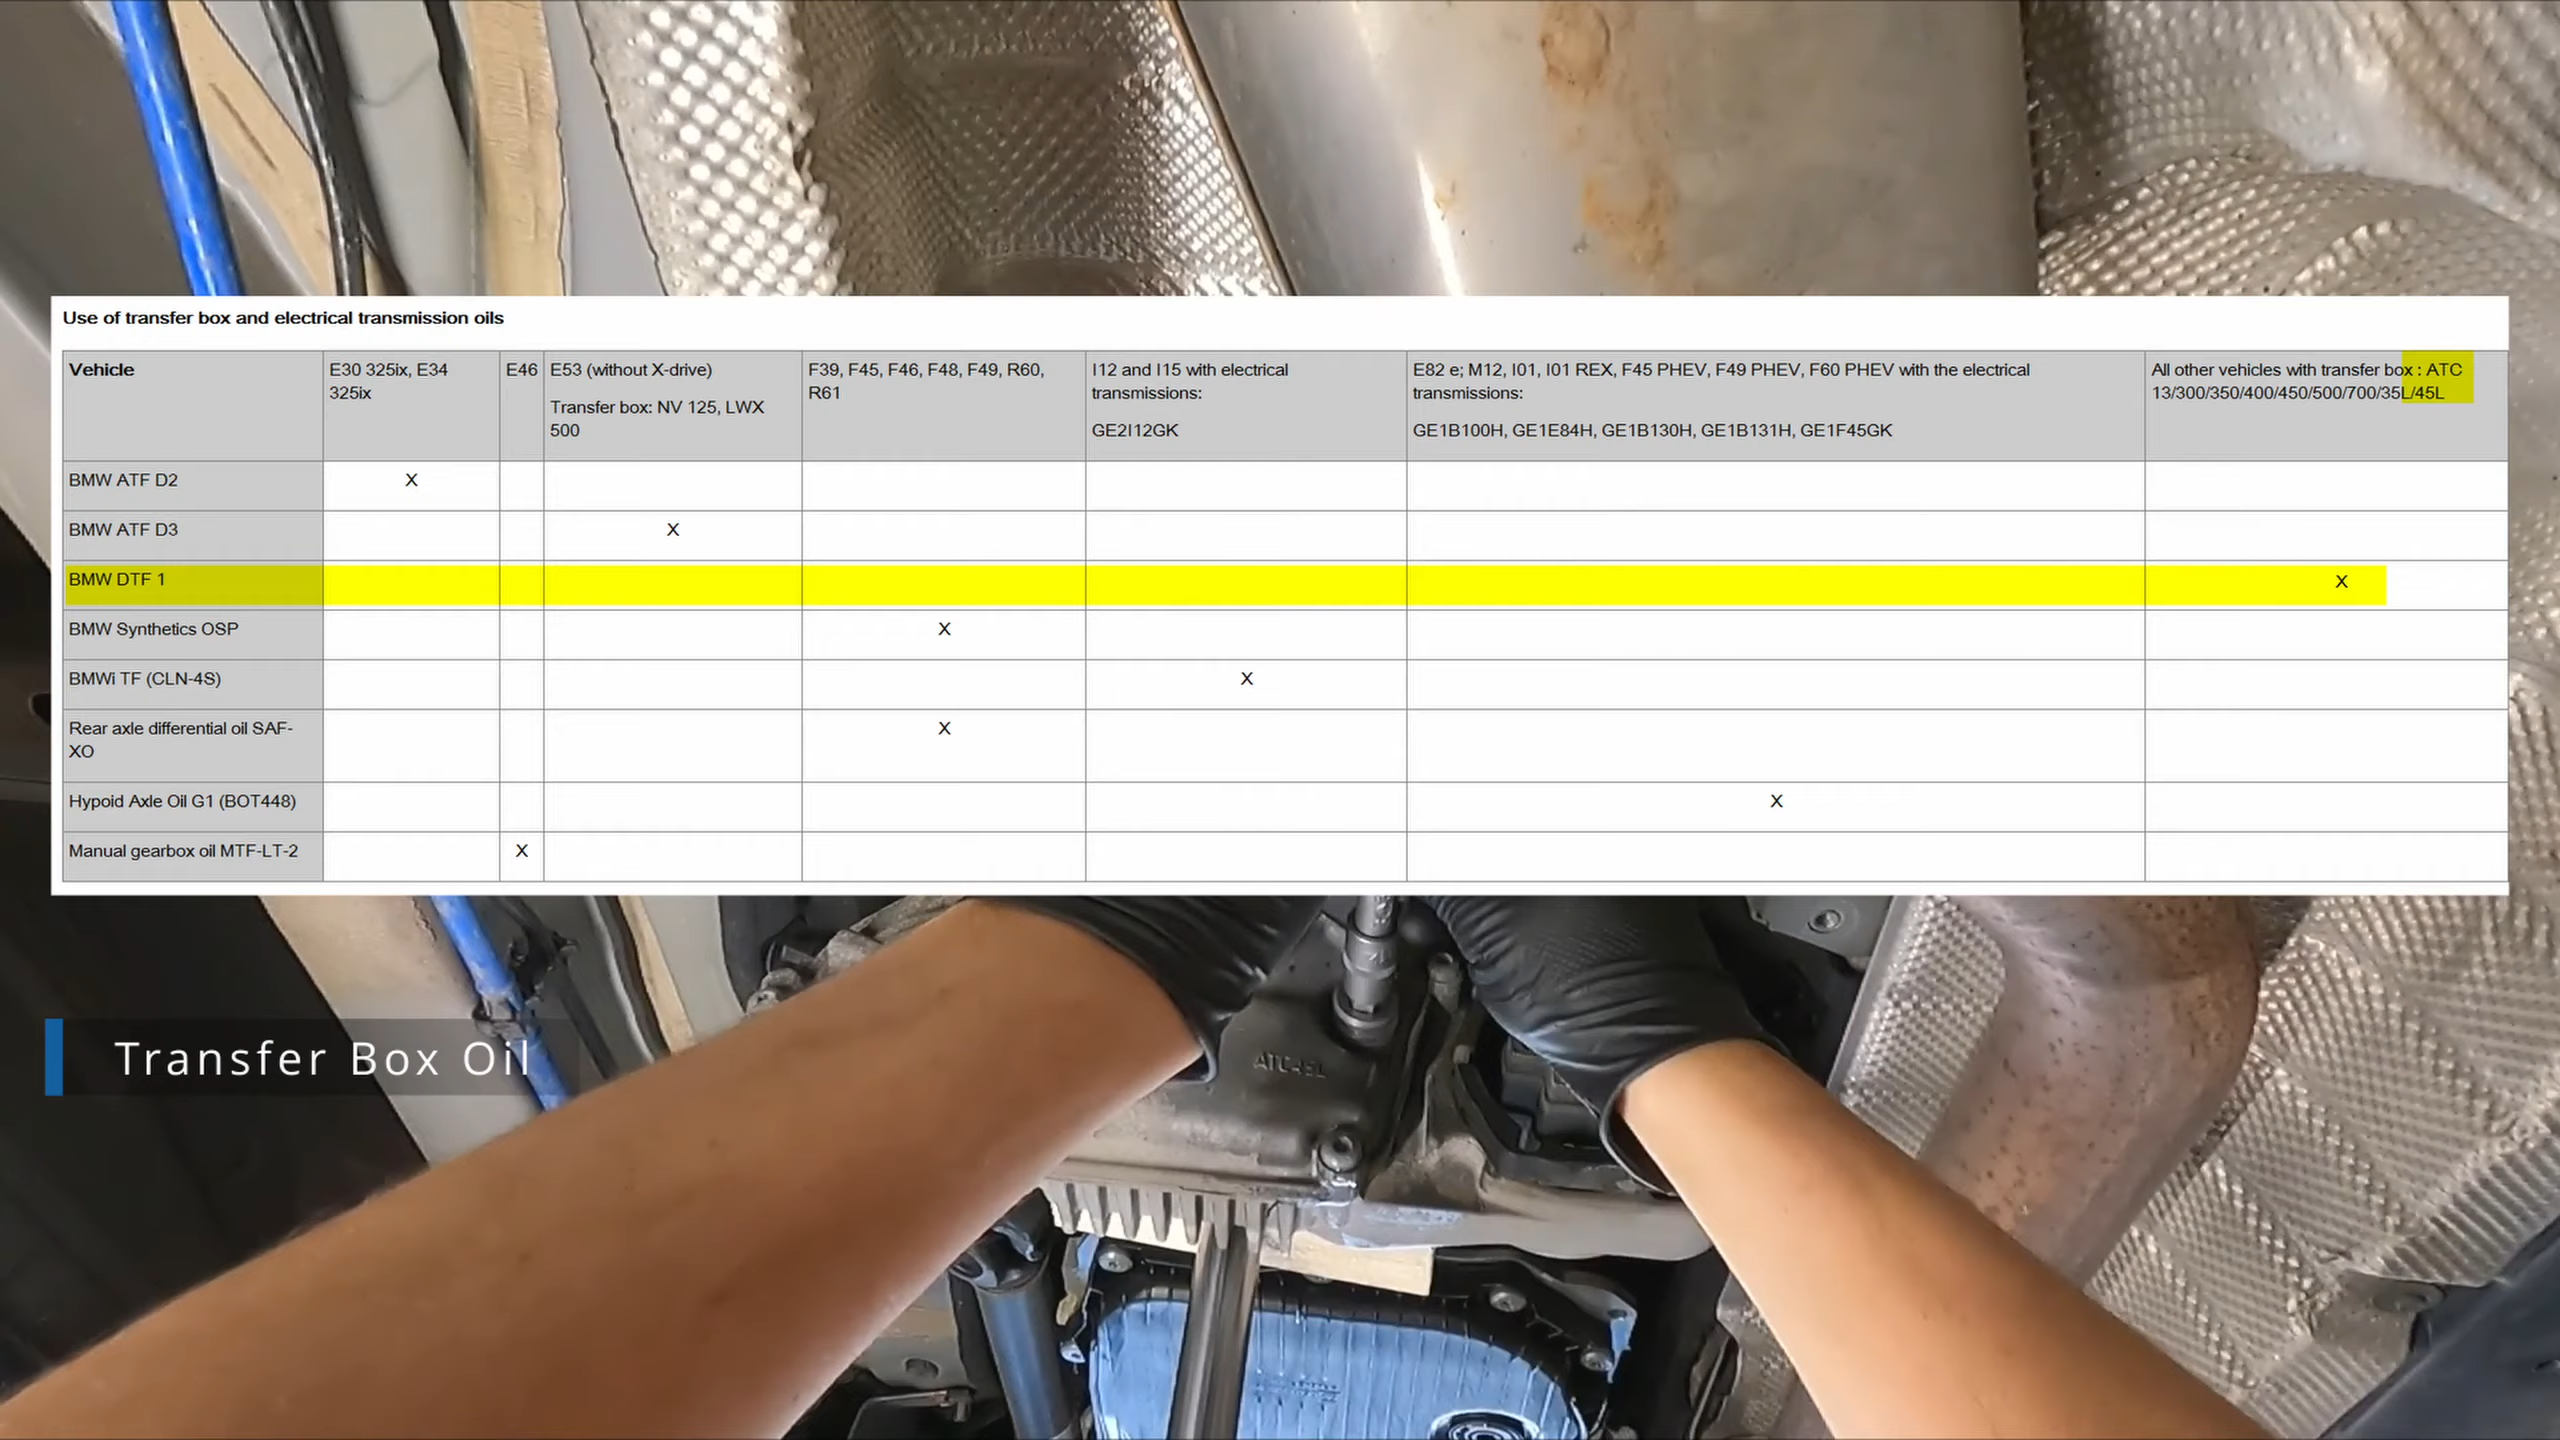 Use of transfer box and electrical transmission oils
Vehicle
E30 325ix, E34
325ix
E46
E53 (without X-drive)
Transfer box: NV 125, LWX
500
F39, F45, F46, F48, F49, R60,
R61
I12 and I15 with electrical
transmissions:
GE2I12GK
E82 e; M12, I01, I01 REX, F45 PHEV, F49 PHEV, F60 PHEV with the electrical
transmissions:
GE1B100H, GE1E84H, GE1B130H, GE1B131H, GE1F45GK
All other vehicles with transfer box : ATC
13/300/350/400/450/500/700/35L/45L
BMW ATF D2 X
BMW ATF D3 X
BMW DTF 1 X
BMW Synthetics OSP X
BMWi TF (CLN-4S) X
Rear axle differential oil SAF- X
XO
Hypoid Axle Oil G1 (BOT448) X
Manual gearbox oil MTF-LT-2 X
Transfer Box Oil